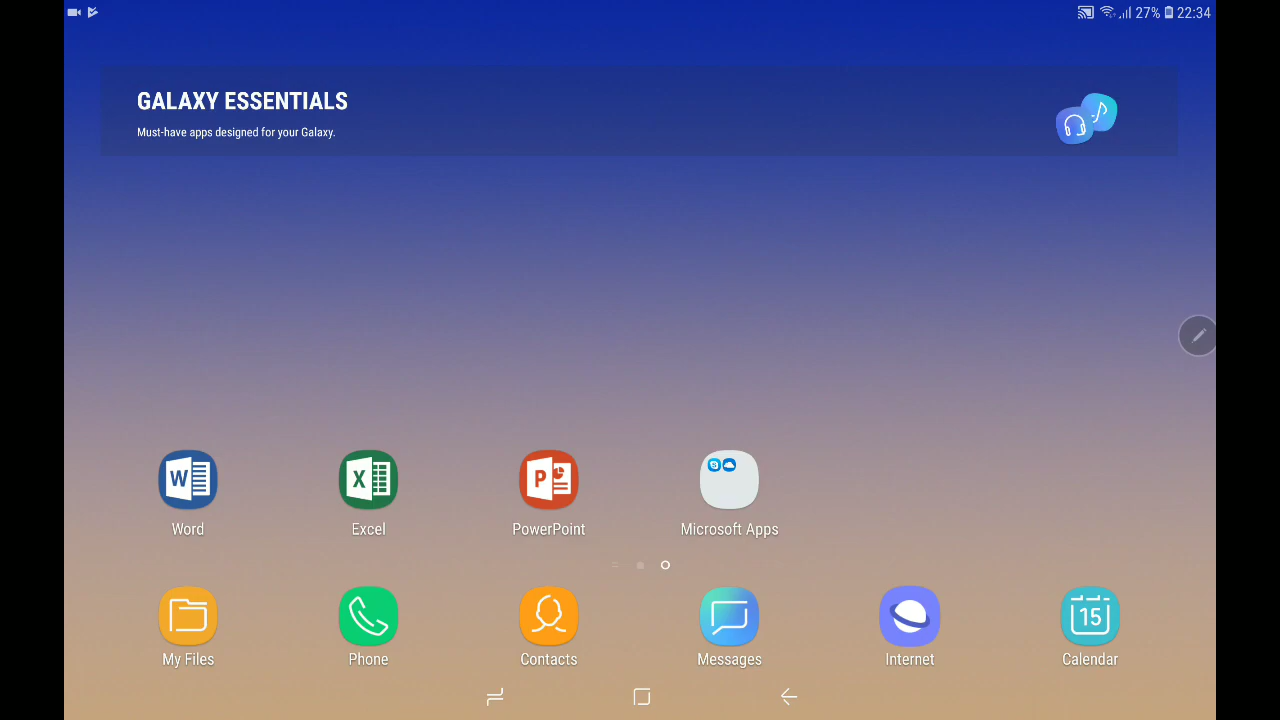 27% 22:34
GALAXY ESSENTIALS
Must-have apps designed for your Galaxy.
W X P
Word Excel PowerPoint Microsoft Apps
15
My Files Phone Contacts Messages Internet Calendar